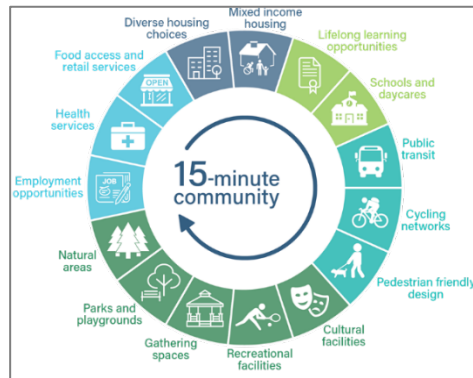 Diverse housing
choices
Mixed income
housing
Lifelong learning
opportunities
Schools and
daycares
Public
transit
Cycling
networks
Pedestrian friendly
design
Cultural
facilities
Recreational
facilities
Gathering
spaces
Parks and
playgrounds
Natural
areas
Employment
opportunities
Health
services
Food access and
retail services
OPEN
JOB
15-minute
community